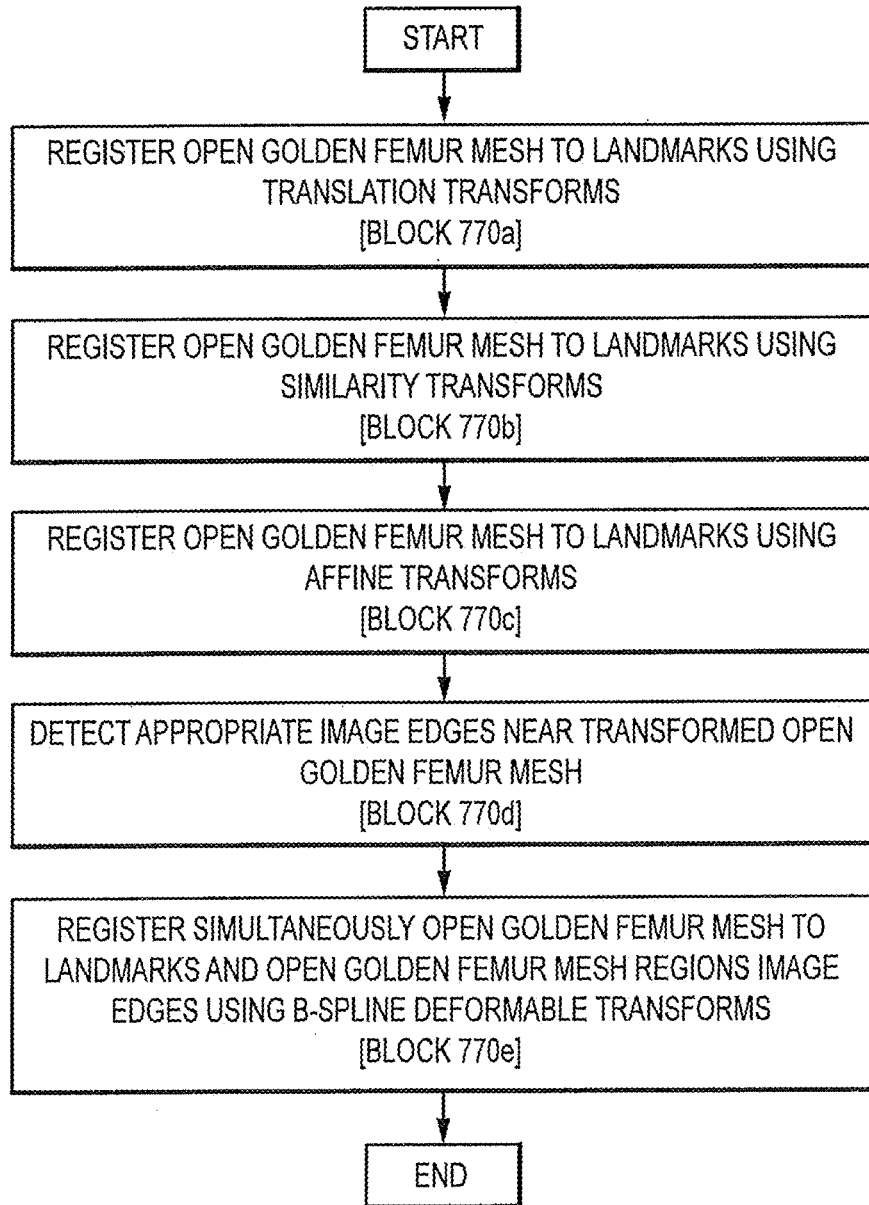 START
REGISTER OPEN GOLDEN FEMUR MESH TO LANDMARKS USING
TRANSLATION TRANSFORMS
[BLOCK 770a]
REGISTER OPEN GOLDEN FEMUR MESH TO LANDMARKS USING
SIMILARITY TRANSFORMS
[BLOCK 770b]
REGISTER OPEN GOLDEN FEMUR MESH TO LANDMARKS USING
AFFINE TRANSFORMS
[BLOCK 770c]
DETECT APPROPRIATE IMAGE EDGES NEAR TRANSFORMED OPEN
GOLDEN FEMUR MESH
[BLOCK 770d]
REGISTER SIMULTANEOUSLY OPEN GOLDEN FEMUR MESH TO
LANDMARKS AND OPEN GOLDEN FEMUR MESH REGIONS IMAGE
EDGES USING B-SPLINE DEFORMABLE TRANSFORMS
[BLOCK 770e]
END